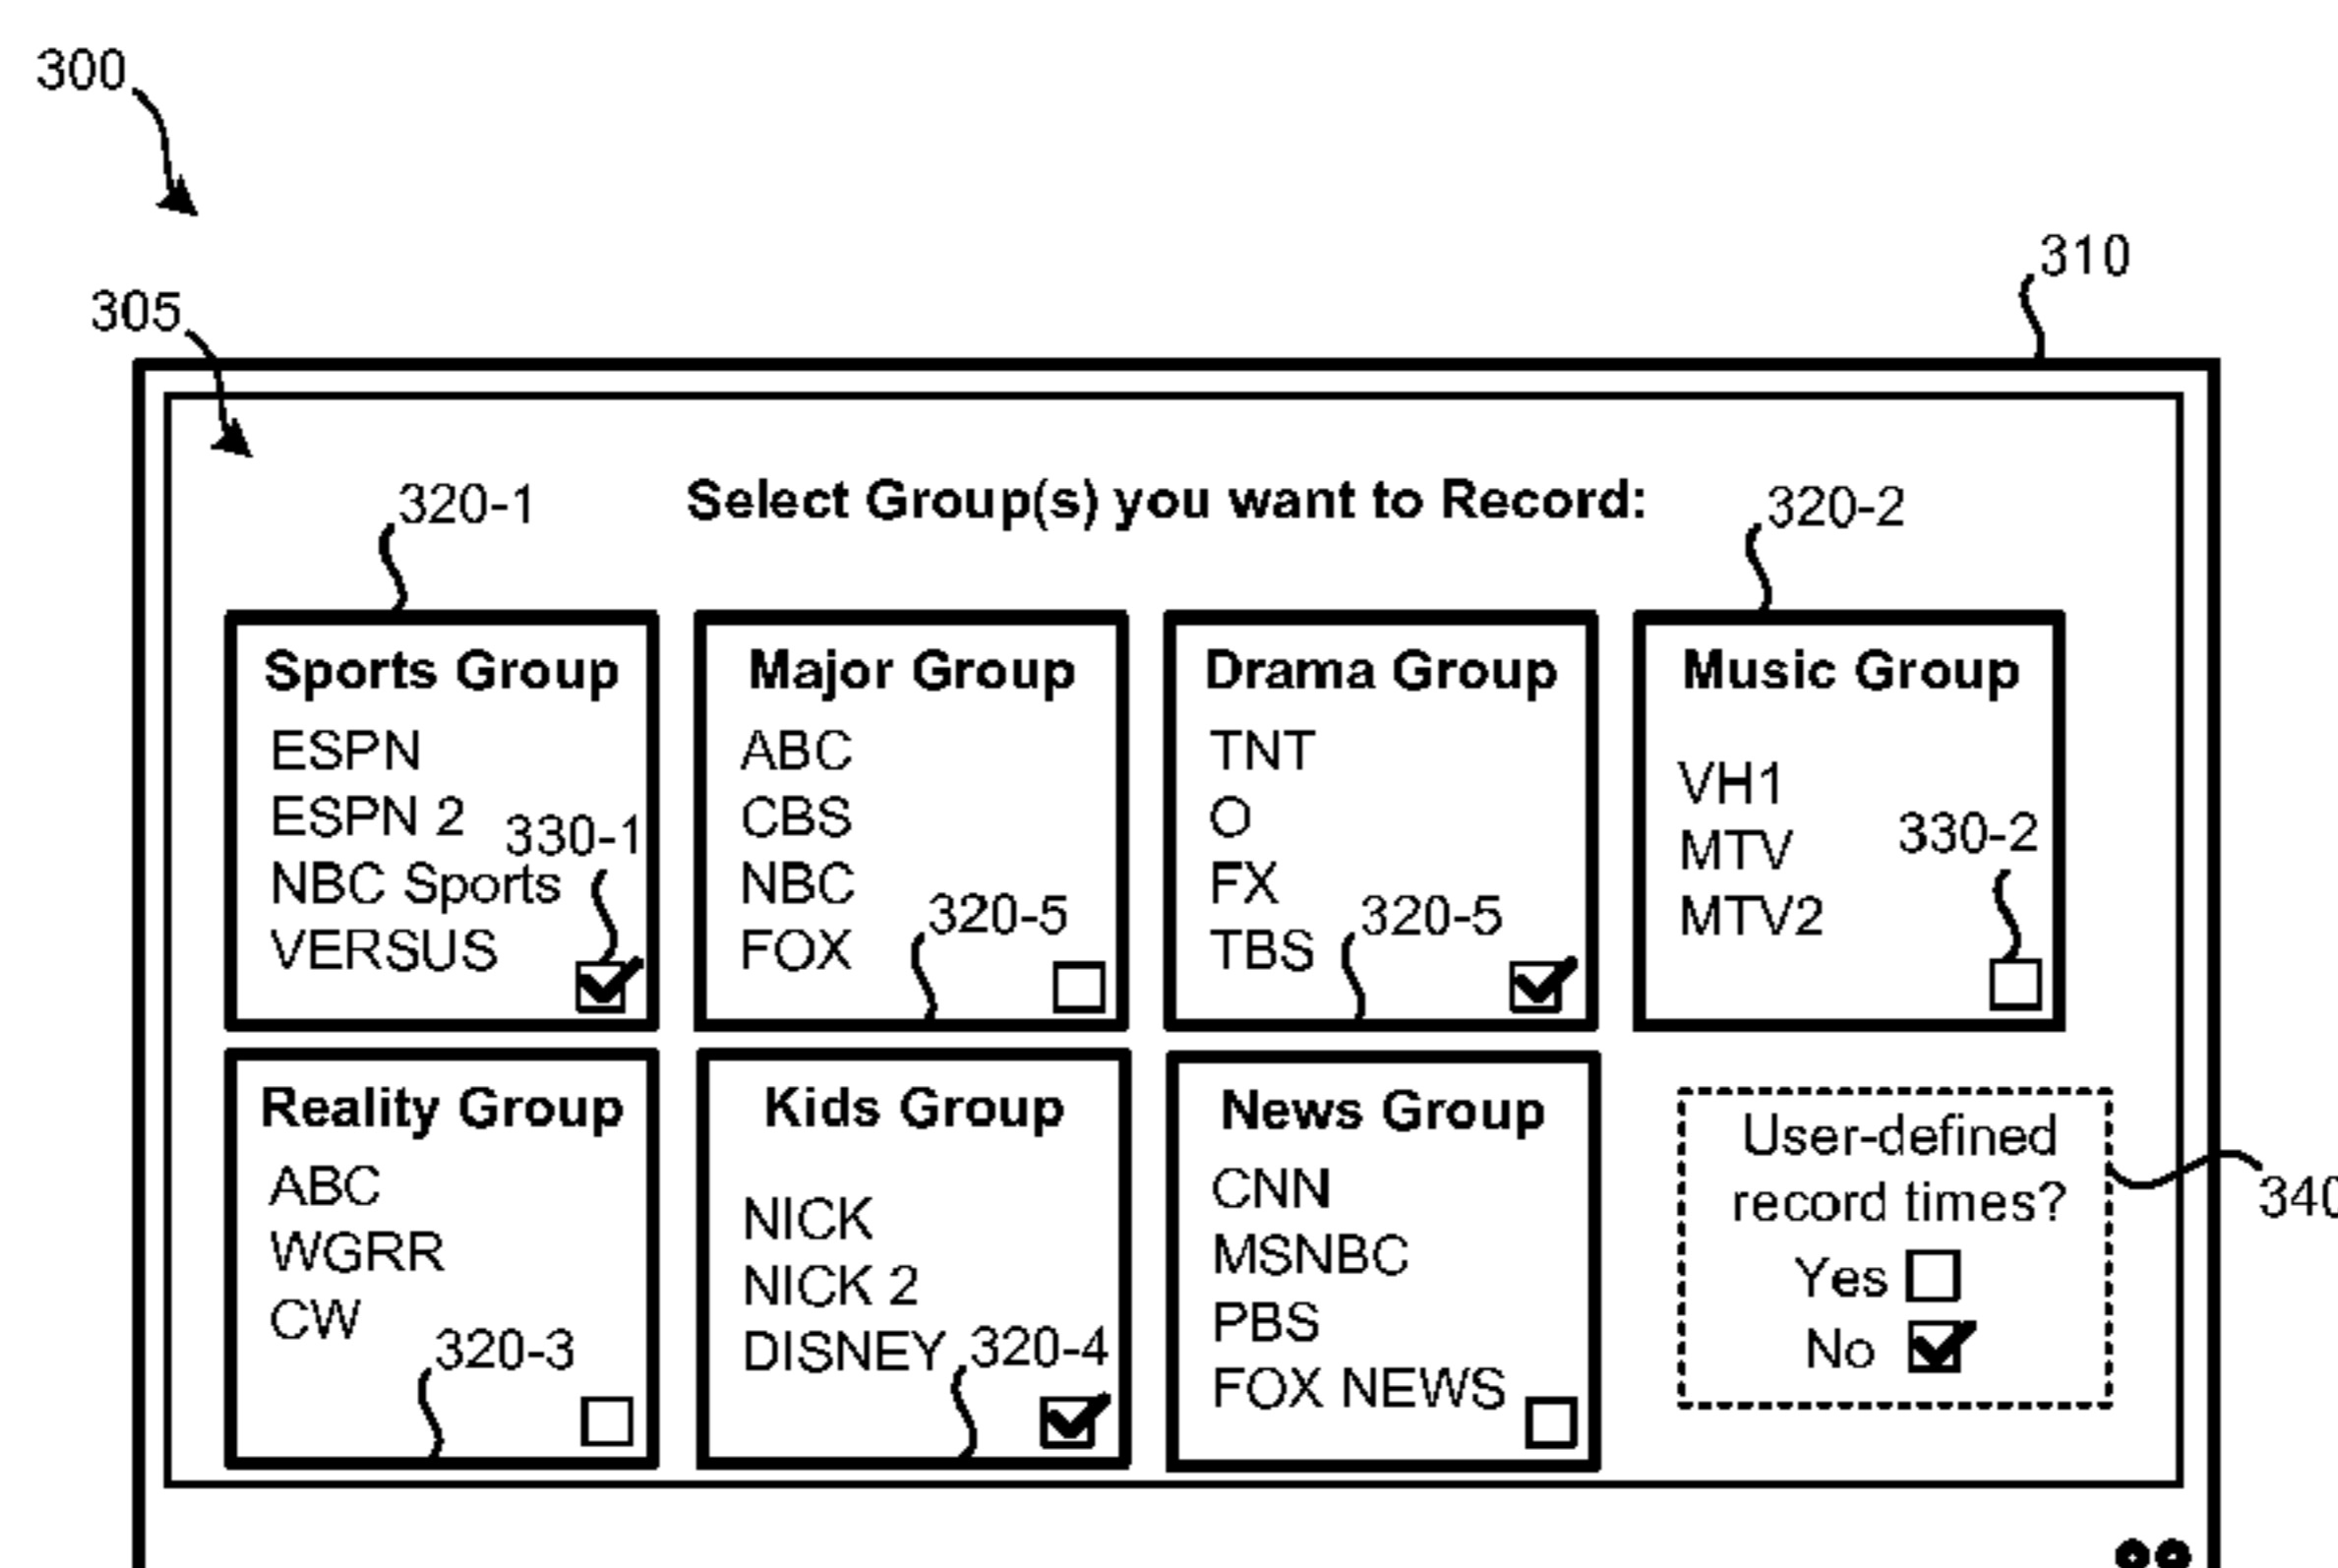 300
310
305
320-1
Select Group(s) you want to Record:
320-2
Sports Group
ESPN
ESPN 2
330-1
NBC Sports
VERSUS
Major Group
ABC
CBS
NBC
320-5
FOX
Drama Group
TNT
O
FX
320-5
TBS
Music Group
VH1
330-2
MTV
MTV2
Reality Group
ABC
WGRR
CW
320-3
Kids Group
NICK
NICK 2
DISNEY
320-4
News Group
CNN
MSNBC
PBS
FOX NEWS
User-defined
record times?
Yes
No
340